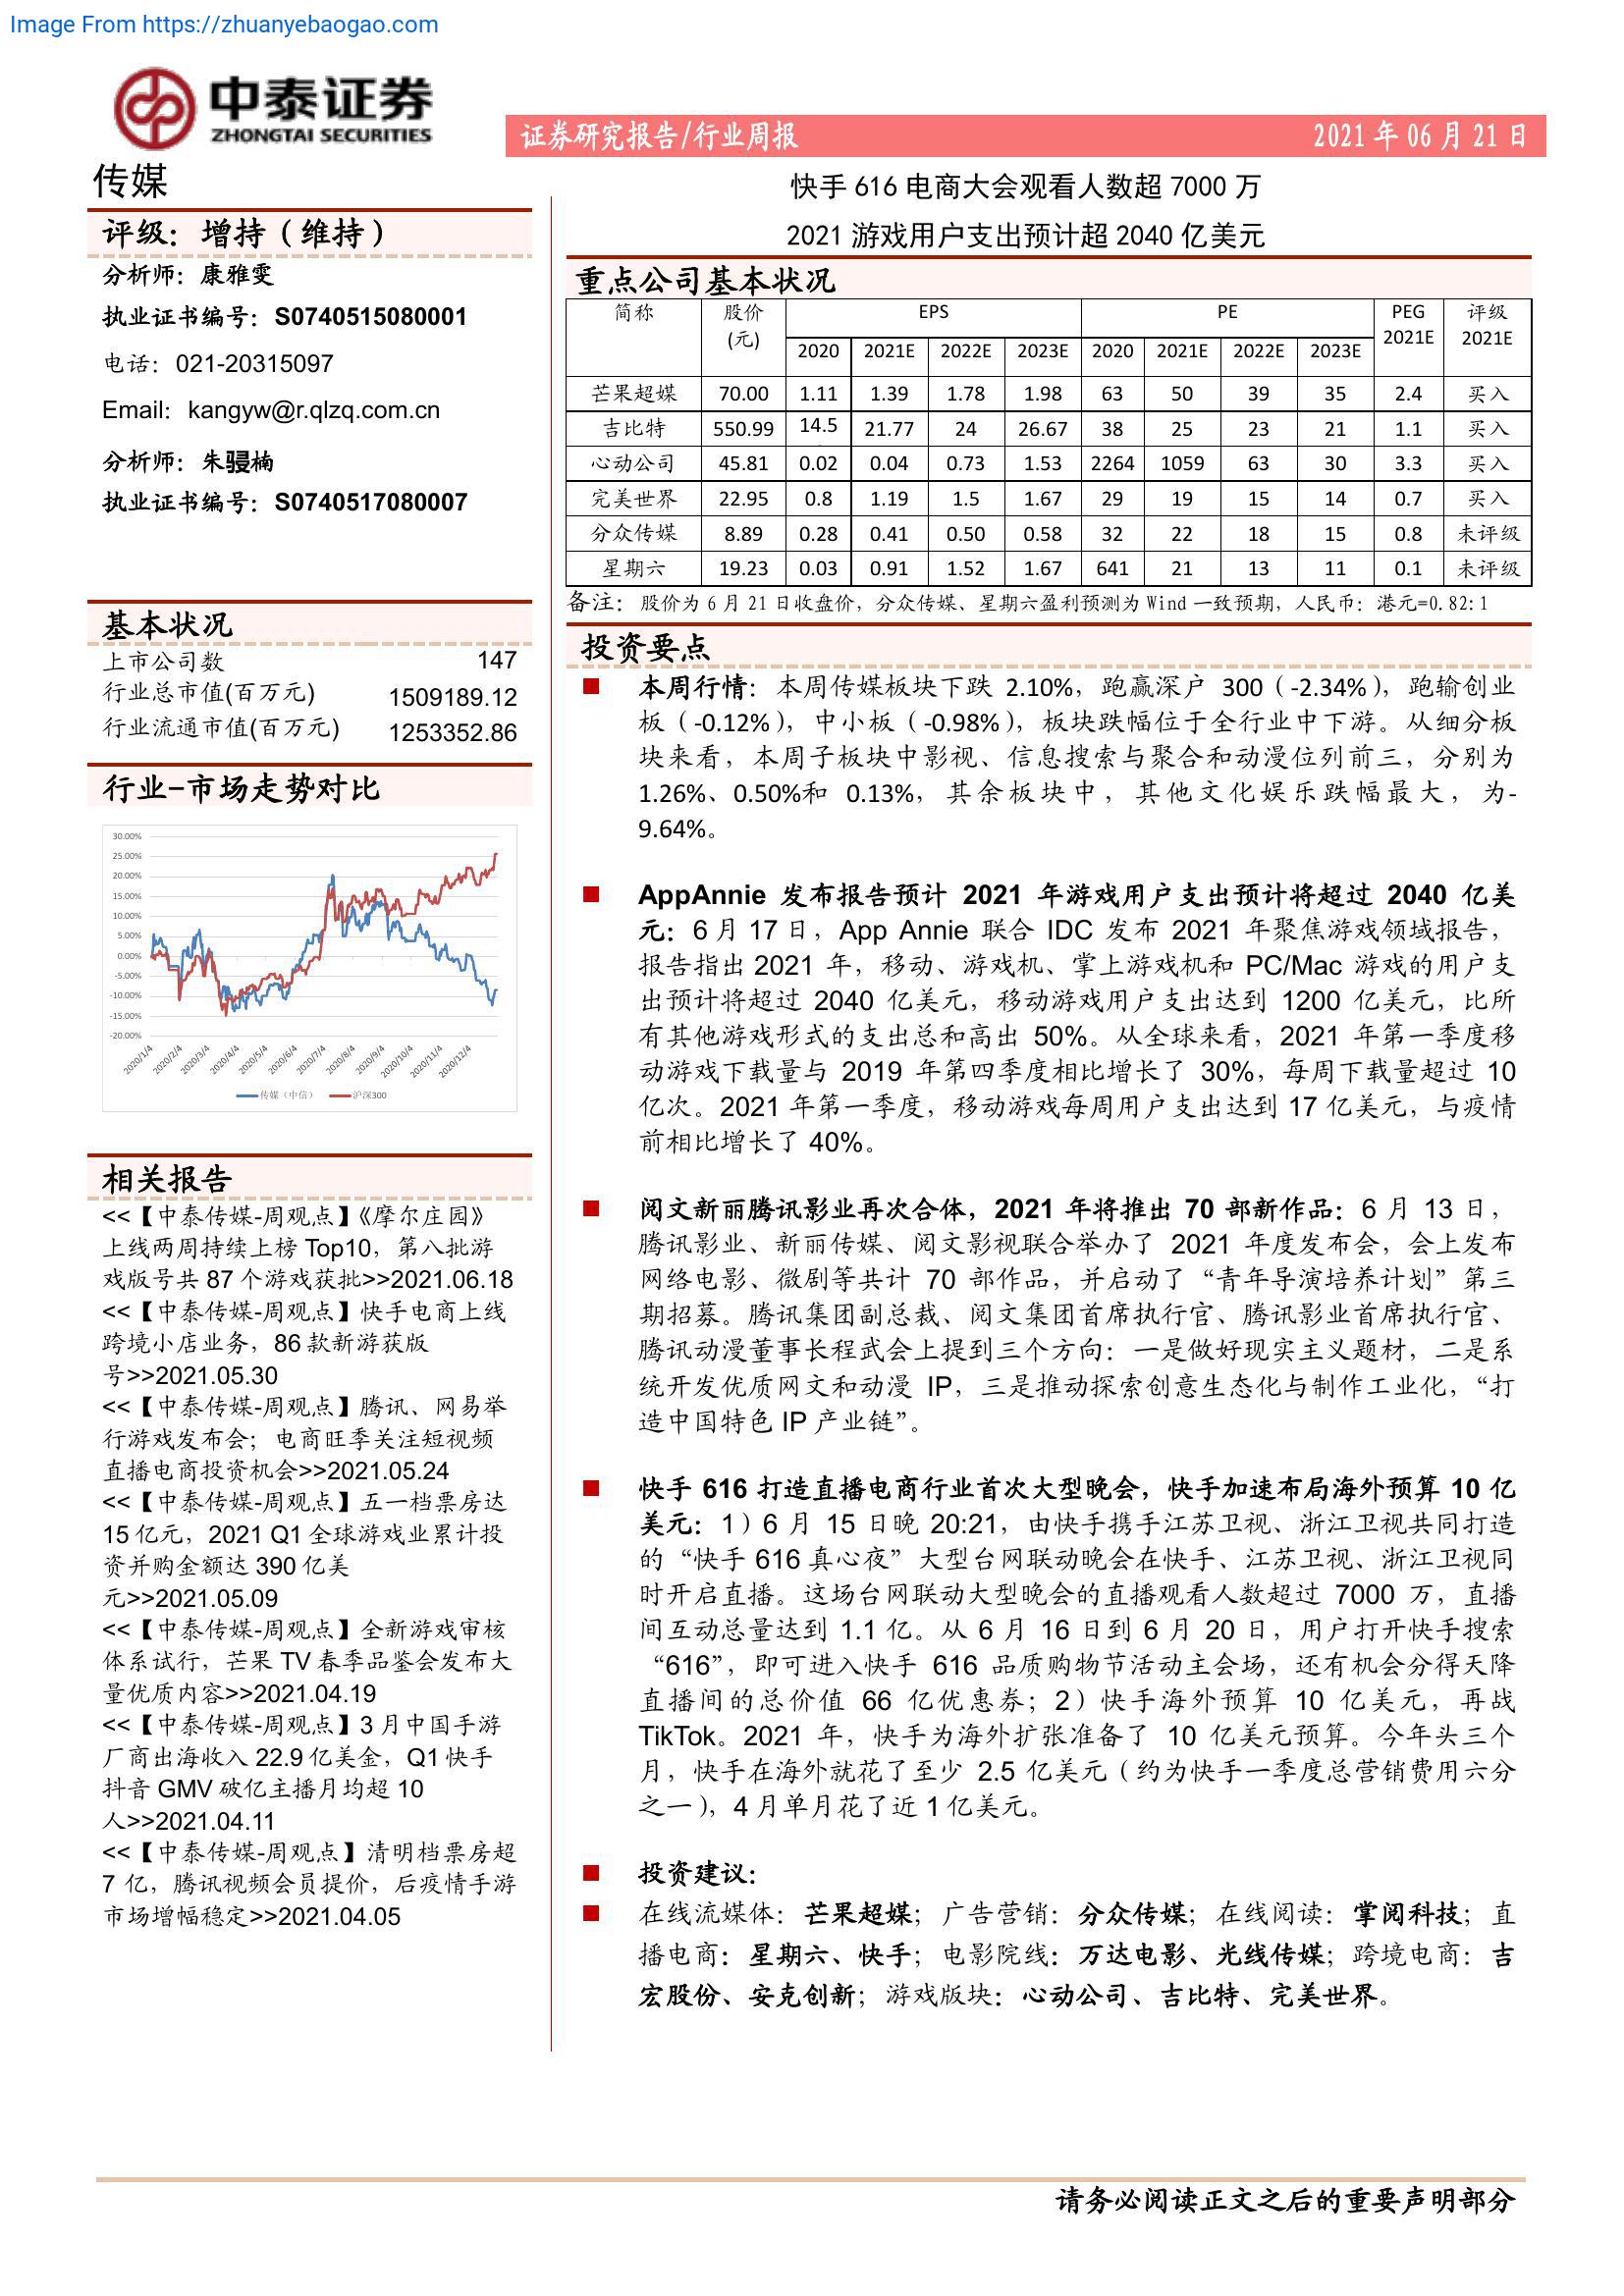 Image From https://zhuanyebaogao.com
中泰证券
ZHONGTAI SECURITIES
证券研究报告/行业周报 2021 年 06 月 21 日
传媒
快手 616 电商大会观看人数超 7000 万
2021 游戏用户支出预计超 2040 亿美元
评级：增持（维持）
分析师：康雅雯
执业证书编号：S0740515080001
电话：021-20315097
Email：kangyw@r.qlzq.com.cn
分析师：朱骎楠
执业证书编号：S0740517080007
基本状况
上市公司数 147
行业总市值(百万元) 1509189.12
行业流通市值(百万元) 1253352.86
行业-市场走势对比
30.00%
25.00%
20.00%
15.00%
10.00%
5.00%
0.00%
-5.00%
-10.00%
-15.00%
-20.00%
2020/1/4 2020/2/4 2020/3/4 2020/4/4 2020/5/4 2020/6/4 2020/7/4 2020/8/4 2020/9/4 2020/10/4 2020/11/4 2020/12/4
传媒（中信） 沪深300
相关报告
<<【中泰传媒-周观点】《摩尔庄园》
上线两周持续上榜 Top10，第八批游
戏版号共 87 个游戏获批>>2021.06.18
<<【中泰传媒-周观点】快手电商上线
跨境小店业务，86 款新游获版
号>>2021.05.30
<<【中泰传媒-周观点】腾讯、网易举
行游戏发布会；电商旺季关注短视频
直播电商投资机会>>2021.05.24
<<【中泰传媒-周观点】五一档票房达
15 亿元，2021 Q1 全球游戏业累计投
资并购金额达 390 亿美
元>>2021.05.09
<<【中泰传媒-周观点】全新游戏审核
体系试行，芒果 TV 春季品鉴会发布大
量优质内容>>2021.04.19
<<【中泰传媒-周观点】3 月中国手游
厂商出海收入 22.9 亿美金，Q1 快手
抖音 GMV 破亿主播月均超 10
人>>2021.04.11
<<【中泰传媒-周观点】清明档票房超
7 亿，腾讯视频会员提价，后疫情手游
市场增幅稳定>>2021.04.05
重点公司基本状况
简称 股价 EPS PE PEG 评级
(元) 2020 2021E 2022E 2023E 2020 2021E 2022E 2023E 2021E 2021E
芒果超媒 70.00 1.11 1.39 1.78 1.98 63 50 39 35 2.4 买入
吉比特 550.99 14.5 21.77 24 26.67 38 25 23 21 1.1 买入
心动公司 45.81 0.02 0.04 0.73 1.53 2264 1059 63 30 3.3 买入
完美世界 22.95 0.8 1.19 1.5 1.67 29 19 15 14 0.7 买入
分众传媒 8.89 0.28 0.41 0.50 0.58 32 22 18 15 0.8 未评级
星期六 19.23 0.03 0.91 1.52 1.67 641 21 13 11 0.1 未评级
备注：股价为 6 月 21 日收盘价，分众传媒、星期六盈利预测为 Wind 一致预期，人民币：港元=0.82:1
投资要点
■ 本周行情：本周传媒板块下跌 2.10%，跑赢深户 300（-2.34%），跑输创业
板（-0.12%），中小板（-0.98%），板块跌幅位于全行业中下游。从细分板
块来看，本周子板块中影视、信息搜索与聚合和动漫位列前三，分别为
1.26%、0.50%和 0.13%，其余板块中，其他文化娱乐跌幅最大，为-
9.64%。
■ AppAnnie 发布报告预计 2021 年游戏用户支出预计将超过 2040 亿美
元：6 月 17 日，App Annie 联合 IDC 发布 2021 年聚焦游戏领域报告，
报告指出 2021 年，移动、游戏机、掌上游戏机和 PC/Mac 游戏的用户支
出预计将超过 2040 亿美元，移动游戏用户支出达到 1200 亿美元，比所
有其他游戏形式的支出总和高出 50%。从全球来看，2021 年第一季度移
动游戏下载量与 2019 年第四季度相比增长了 30%，每周下载量超过 10
亿次。2021 年第一季度，移动游戏每周用户支出达到 17 亿美元，与疫情
前相比增长了 40%。
■ 阅文新丽腾讯影业再次合体，2021 年将推出 70 部新作品：6 月 13 日，
腾讯影业、新丽传媒、阅文影视联合举办了 2021 年度发布会，会上发布
网络电影、微剧等共计 70 部作品，并启动了“青年导演培养计划”第三
期招募。腾讯集团副总裁、阅文集团首席执行官、腾讯影业首席执行官、
腾讯动漫董事长程武会上提到三个方向：一是做好现实主义题材，二是系
统开发优质网文和动漫 IP，三是推动探索创意生态化与制作工业化，“打
造中国特色 IP 产业链”。
■ 快手 616 打造直播电商行业首次大型晚会，快手加速布局海外预算 10 亿
美元：1）6 月 15 日晚 20:21，由快手携手江苏卫视、浙江卫视共同打造
的“快手 616 真心夜”大型台网联动晚会在快手、江苏卫视、浙江卫视同
时开启直播。这场台网联动大型晚会的直播观看人数超过 7000 万，直播
间互动总量达到 1.1 亿。从 6 月 16 日到 6 月 20 日，用户打开快手搜索
“616”，即可进入快手 616 品质购物节活动主会场，还有机会分得天降
直播间的总价值 66 亿优惠券；2）快手海外预算 10 亿美元，再战
TikTok。2021 年，快手为海外扩张准备了 10 亿美元预算。今年头三个
月，快手在海外就花了至少 2.5 亿美元（约为快手一季度总营销费用六分
之一），4 月单月花了近 1 亿美元。
■ 投资建议：
■ 在线流媒体：芒果超媒；广告营销：分众传媒；在线阅读：掌阅科技；直
播电商：星期六、快手；电影院线：万达电影、光线传媒；跨境电商：吉
宏股份、安克创新；游戏版块：心动公司、吉比特、完美世界。
请务必阅读正文之后的重要声明部分